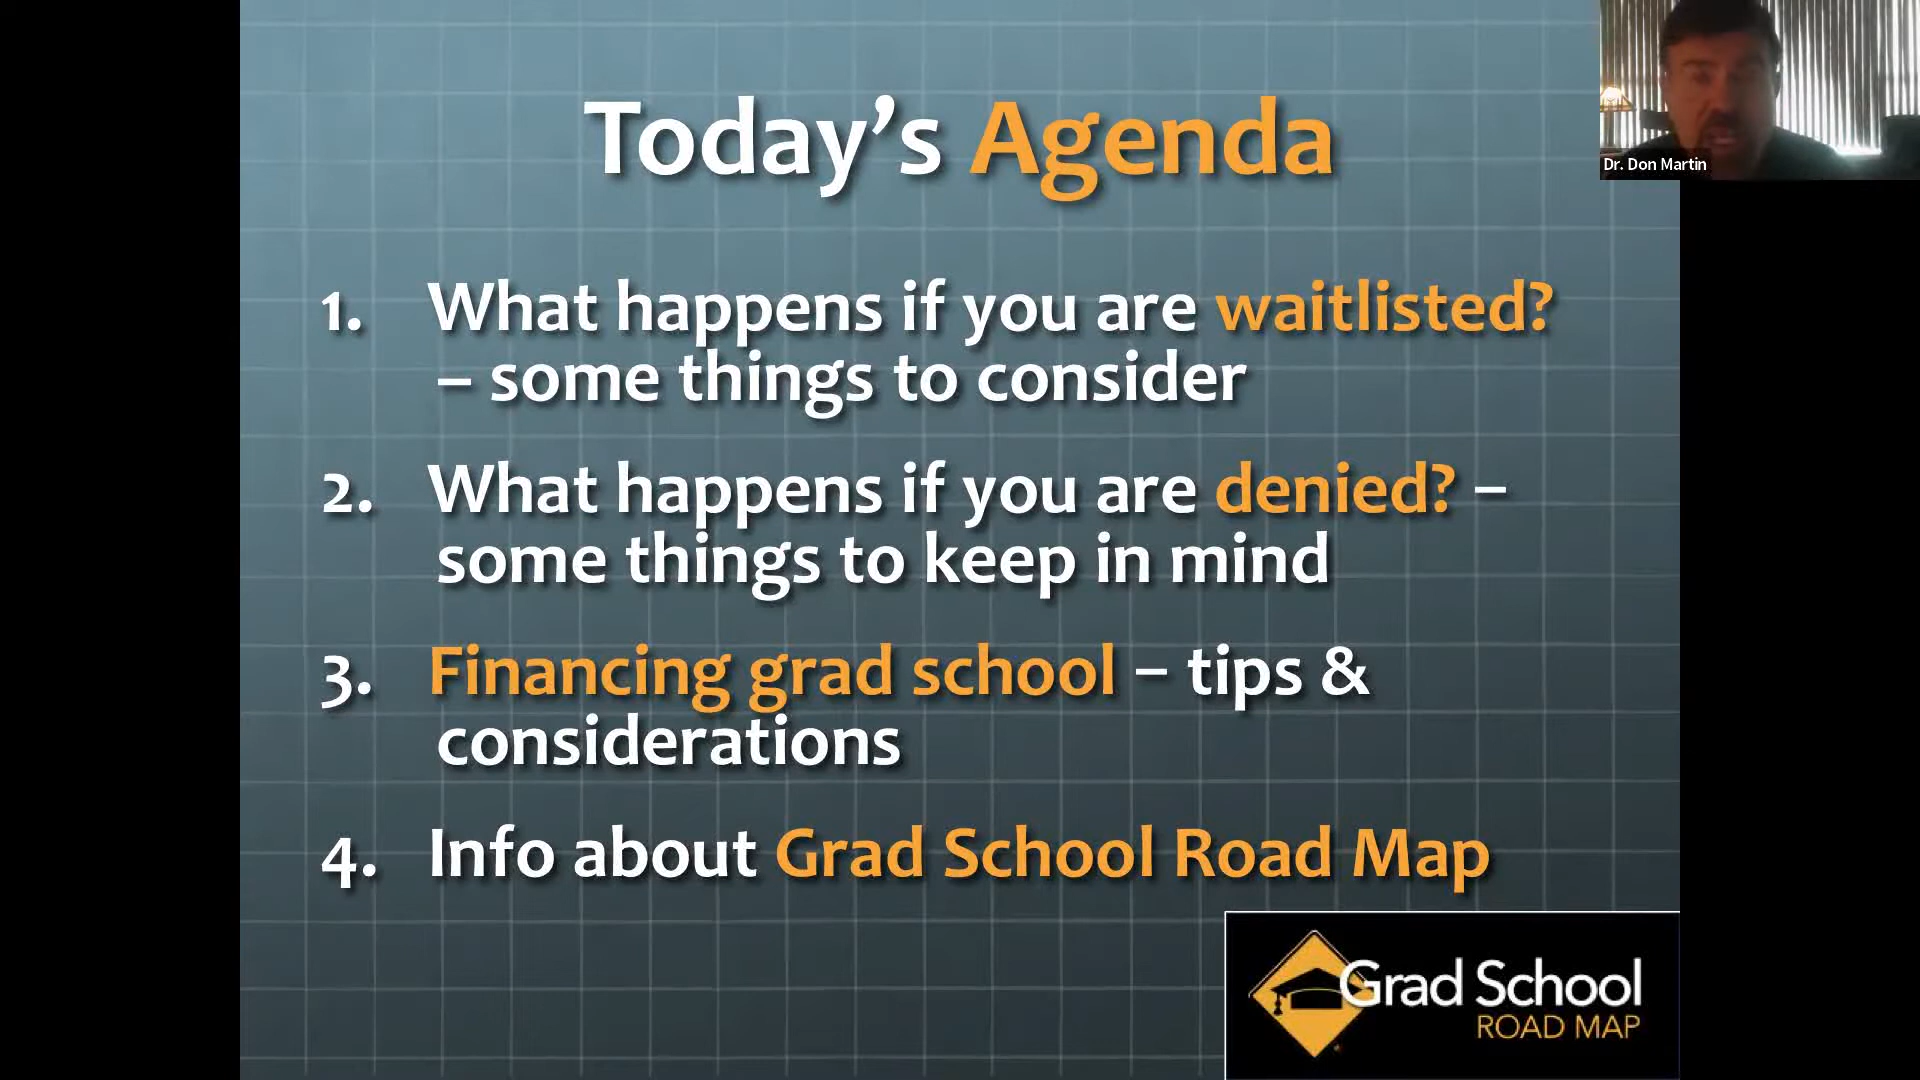 Today’s Agenda
Dr. Don Martin
1. What happens if you are waitlisted?
– some things to consider
2. What happens if you are denied? –
some things to keep in mind
3. Financing grad school – tips &
considerations
4. Info about Grad School Road Map
Grad School
ROAD MAP